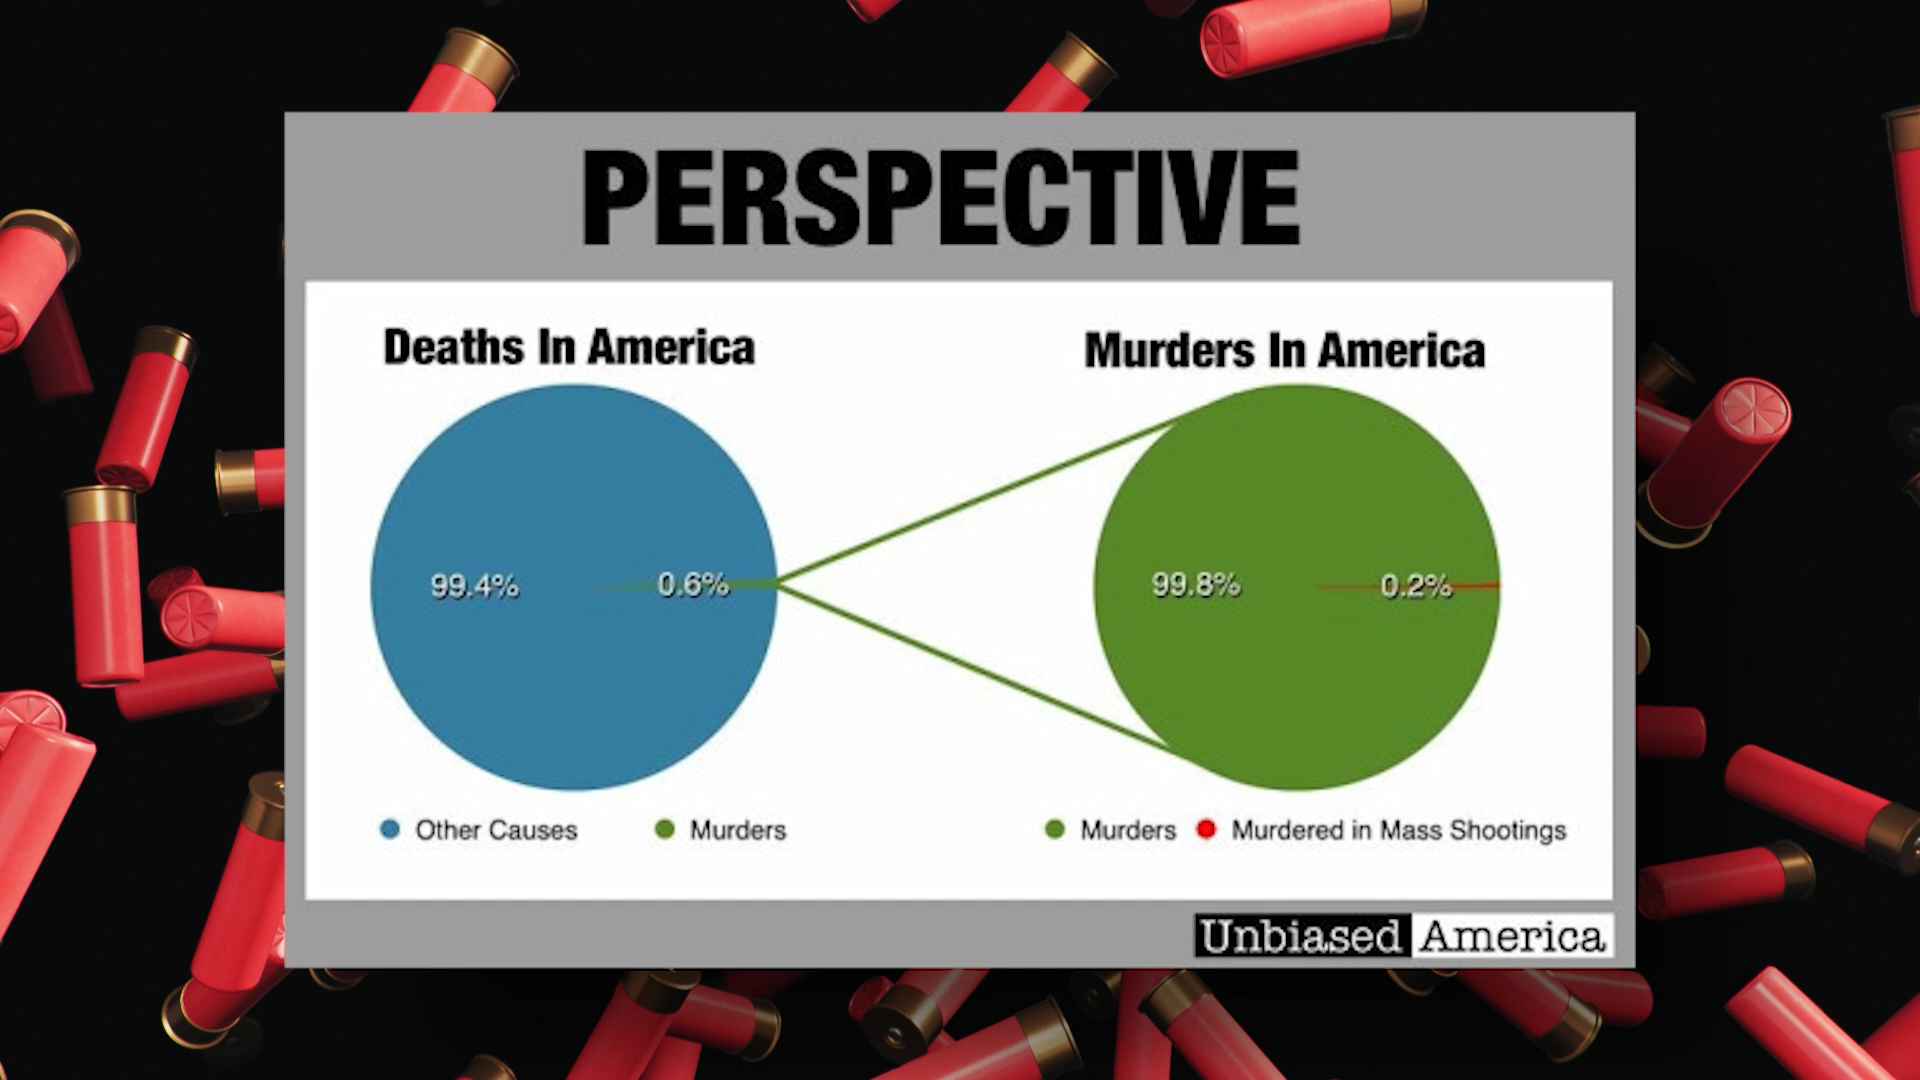 PERSPECTIVE
Deaths In America
Murders In America
99.4%
0.6%
99.8%
0.2%
Other Causes
Murders
Murders
Murdered in Mass Shootings
Unbiased America